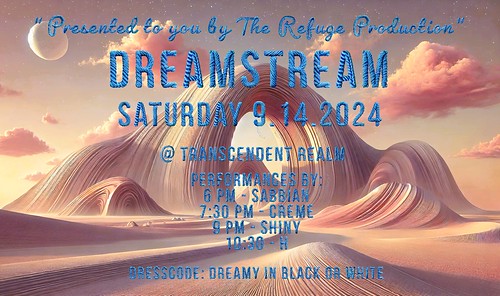 "Presented to you by The Refuge Production"
DREAMSTREAM
SATURDAY 9.14.2024
@ TRANSCENDENT REALM
PERFORMANCES BY:
6 PM - SABBIAN
7:30 PM - CREME
9 PM - SHINY
10:30 - H
DRESSCODE: DREAMY IN BLACK OR WHITE